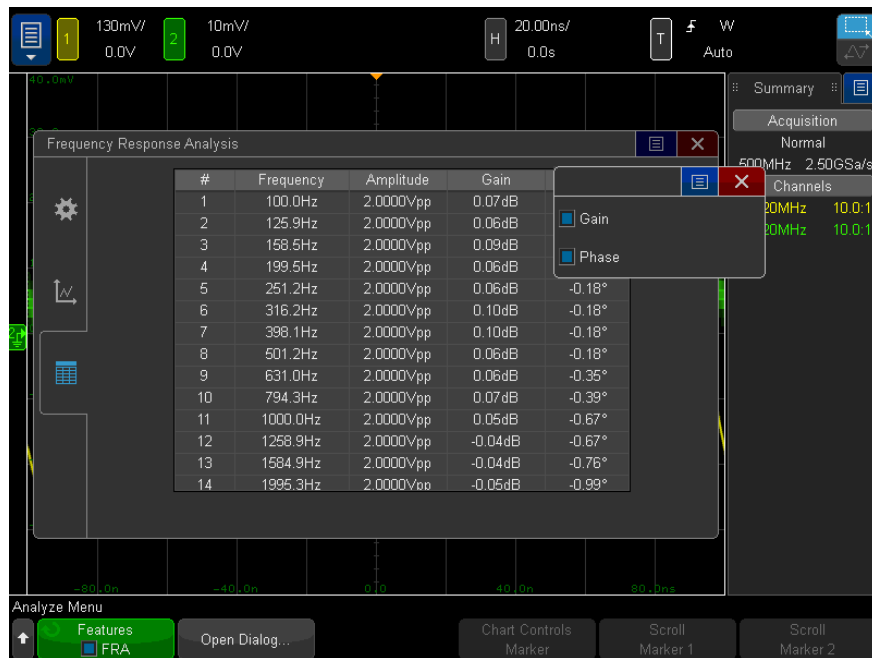 1 130mV/ 2 10mV/ H 20.00ns/ T W
0.0V 0.0V 0.0s Auto
40.0mV
Summary
Acquisition
Normal
500MHz 2.50GSa/s
Channels
20MHz 10.0:1
20MHz 10.0:1
Frequency Response Analysis
# Frequency Amplitude Gain
1 100.0Hz 2.0000Vpp 0.07dB
2 125.9Hz 2.0000Vpp 0.06dB
3 158.5Hz 2.0000Vpp 0.09dB
4 199.5Hz 2.0000Vpp 0.06dB
5 251.2Hz 2.0000Vpp 0.06dB -0.18°
6 316.2Hz 2.0000Vpp 0.10dB -0.18°
7 398.1Hz 2.0000Vpp 0.10dB -0.18°
8 501.2Hz 2.0000Vpp 0.06dB -0.18°
9 631.0Hz 2.0000Vpp 0.06dB -0.35°
10 794.3Hz 2.0000Vpp 0.07dB -0.39°
11 1000.0Hz 2.0000Vpp 0.05dB -0.67°
12 1258.9Hz 2.0000Vpp -0.04dB -0.67°
13 1584.9Hz 2.0000Vpp -0.04dB -0.76°
14 1995.3Hz 2.0000Vpp -0.05dB -0.99°
Gain
Phase
2
-80.0n -40.0n 0.0 40.0n 80.0ns
Analyze Menu
Features
FRA
Open Dialog...
Chart Controls
Marker
Scroll
Marker 1
Scroll
Marker 2